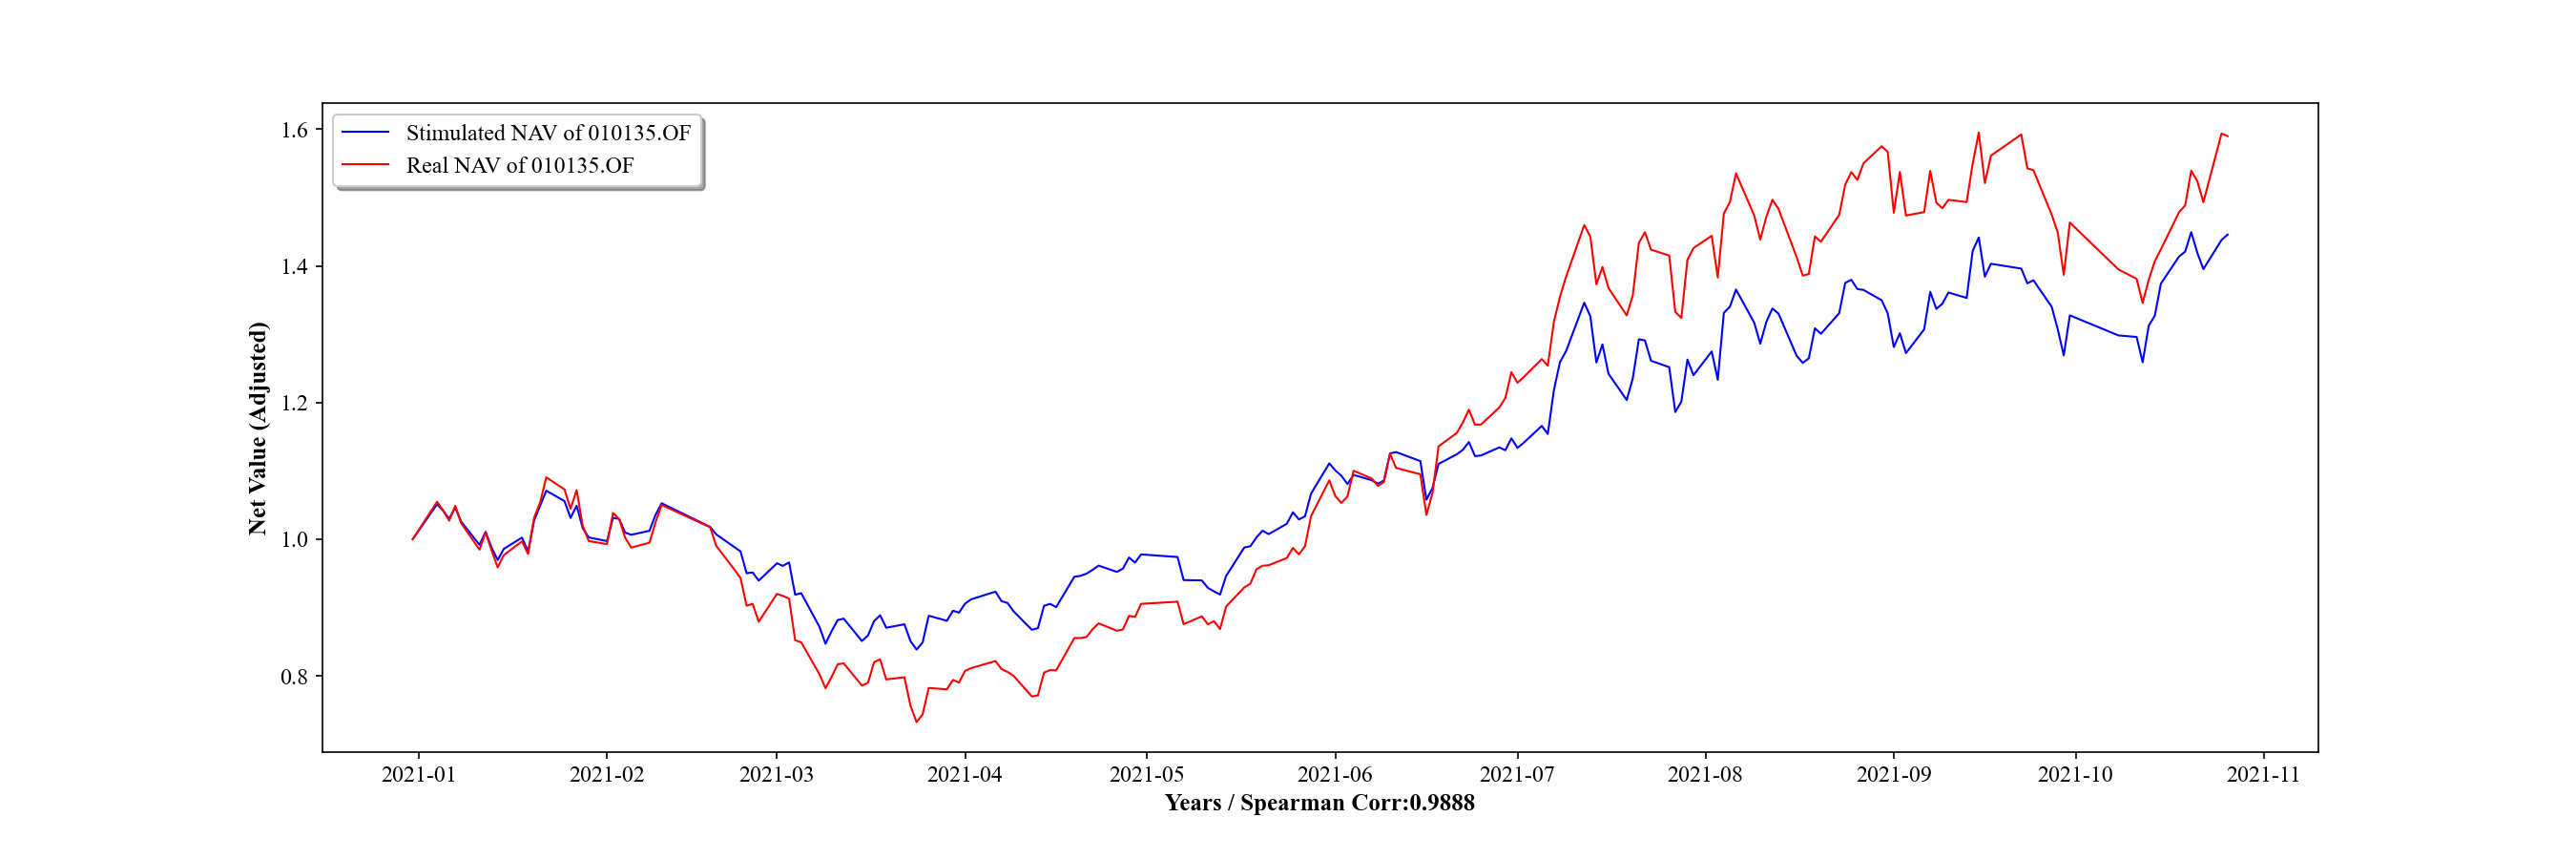 Stimulated NAV of 010135.OF
Real NAV of 010135.OF
Net Value (Adjusted)
1.6
1.4
1.2
1.0
0.8
2021-01 2021-02 2021-03 2021-04 2021-05 2021-06 2021-07 2021-08 2021-09 2021-10 2021-11
Years / Spearman Corr:0.9888